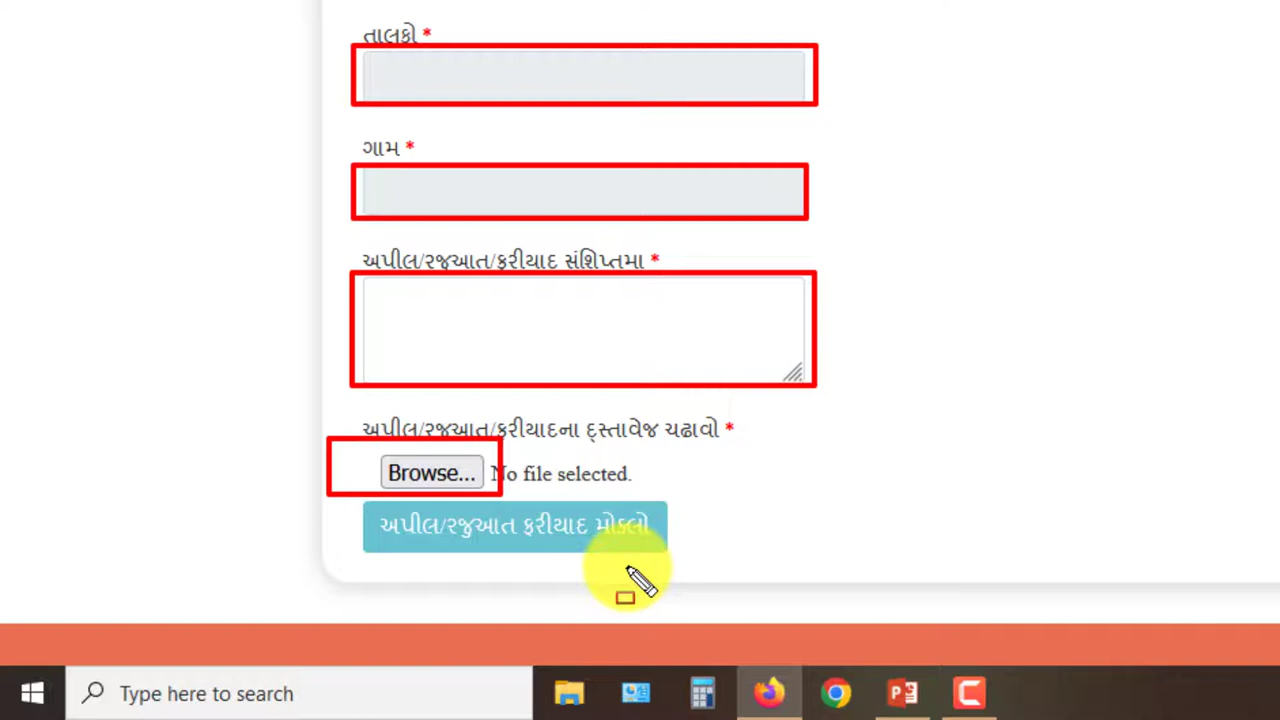 તાલકો *
ગામ *
અપીલ/રજુઆત/ફરીયાદ સંશિપ્તમા *
અપીલ/રજુઆત/ફરીયાદના દ્સ્તાવેજ ચઢાવો *
Browse... No file selected.
અપીલ/રજુઆત ફરીયાદ મોકલો
Type here to search